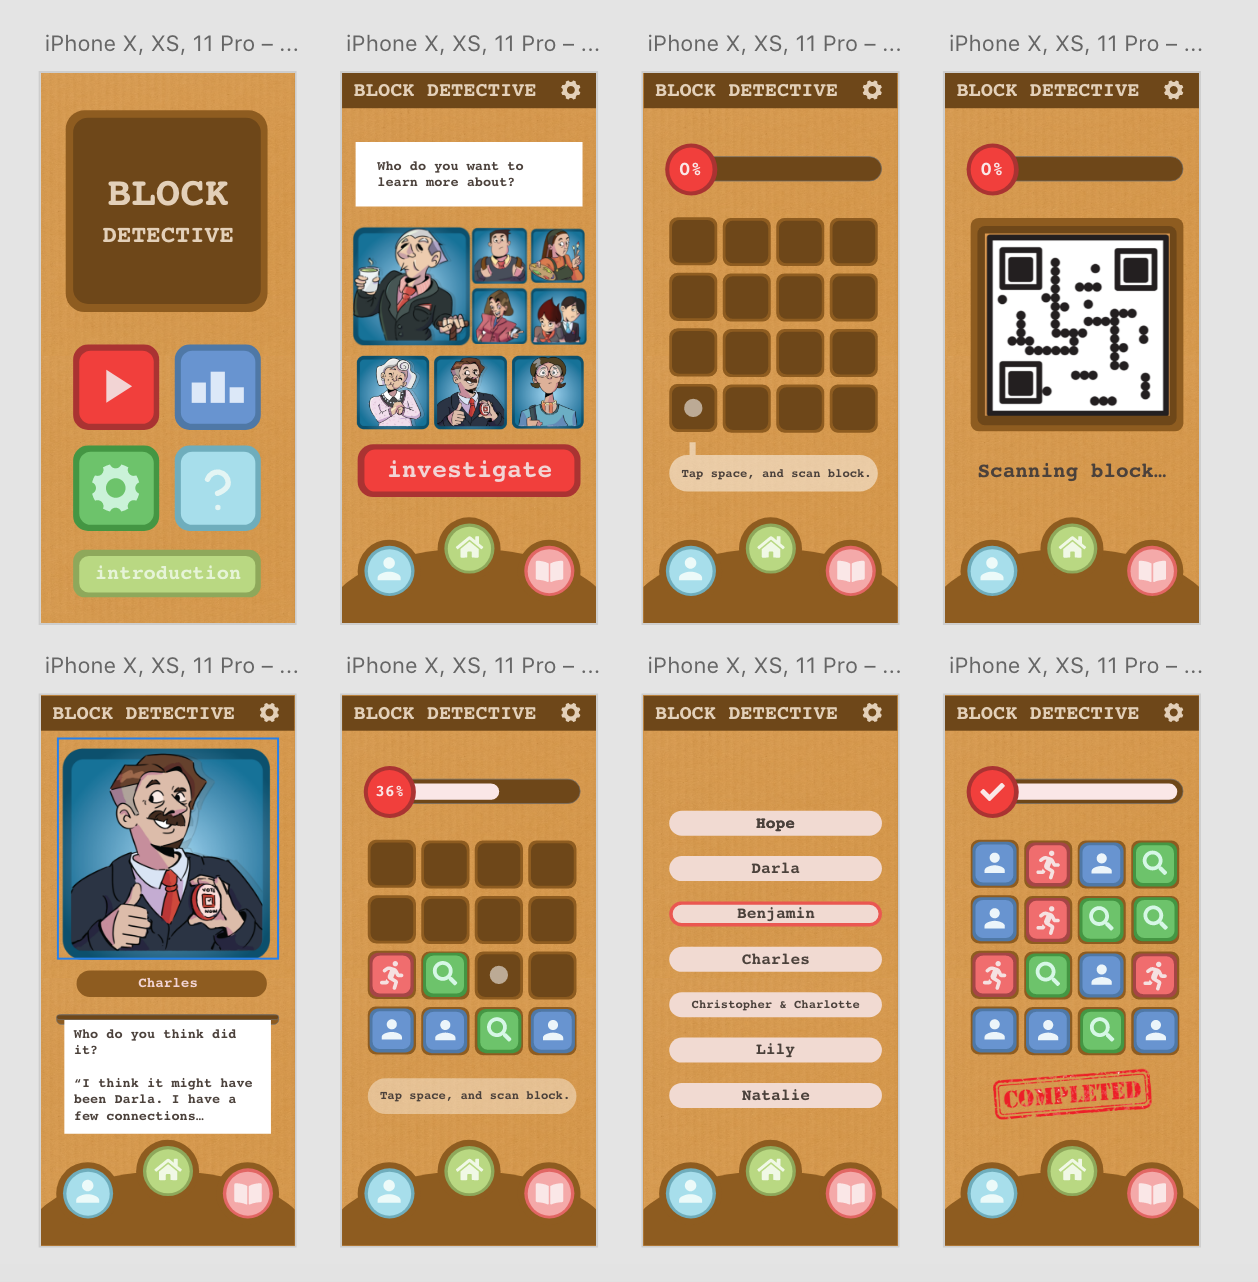 iPhone X, XS, 11 Pro – ...
iPhone X, XS, 11 Pro – ...
iPhone X, XS, 11 Pro – ...
iPhone X, XS, 11 Pro – ...
BLOCK
DETECTIVE
introduction
BLOCK DETECTIVE
Who do you want to
learn more about?
investigate
BLOCK DETECTIVE
0%
Tap space, and scan block.
BLOCK DETECTIVE
0%
Scanning block…
iPhone X, XS, 11 Pro – ...
iPhone X, XS, 11 Pro – ...
iPhone X, XS, 11 Pro – ...
iPhone X, XS, 11 Pro – ...
BLOCK DETECTIVE
VOTE
Charles
Who do you think did
it?
“I think it might have
been Darla. I have a
few connections…
BLOCK DETECTIVE
36%
Tap space, and scan block.
BLOCK DETECTIVE
Hope
Darla
Benjamin
Charles
Christopher & Charlotte
Lily
Natalie
BLOCK DETECTIVE
COMPLETED